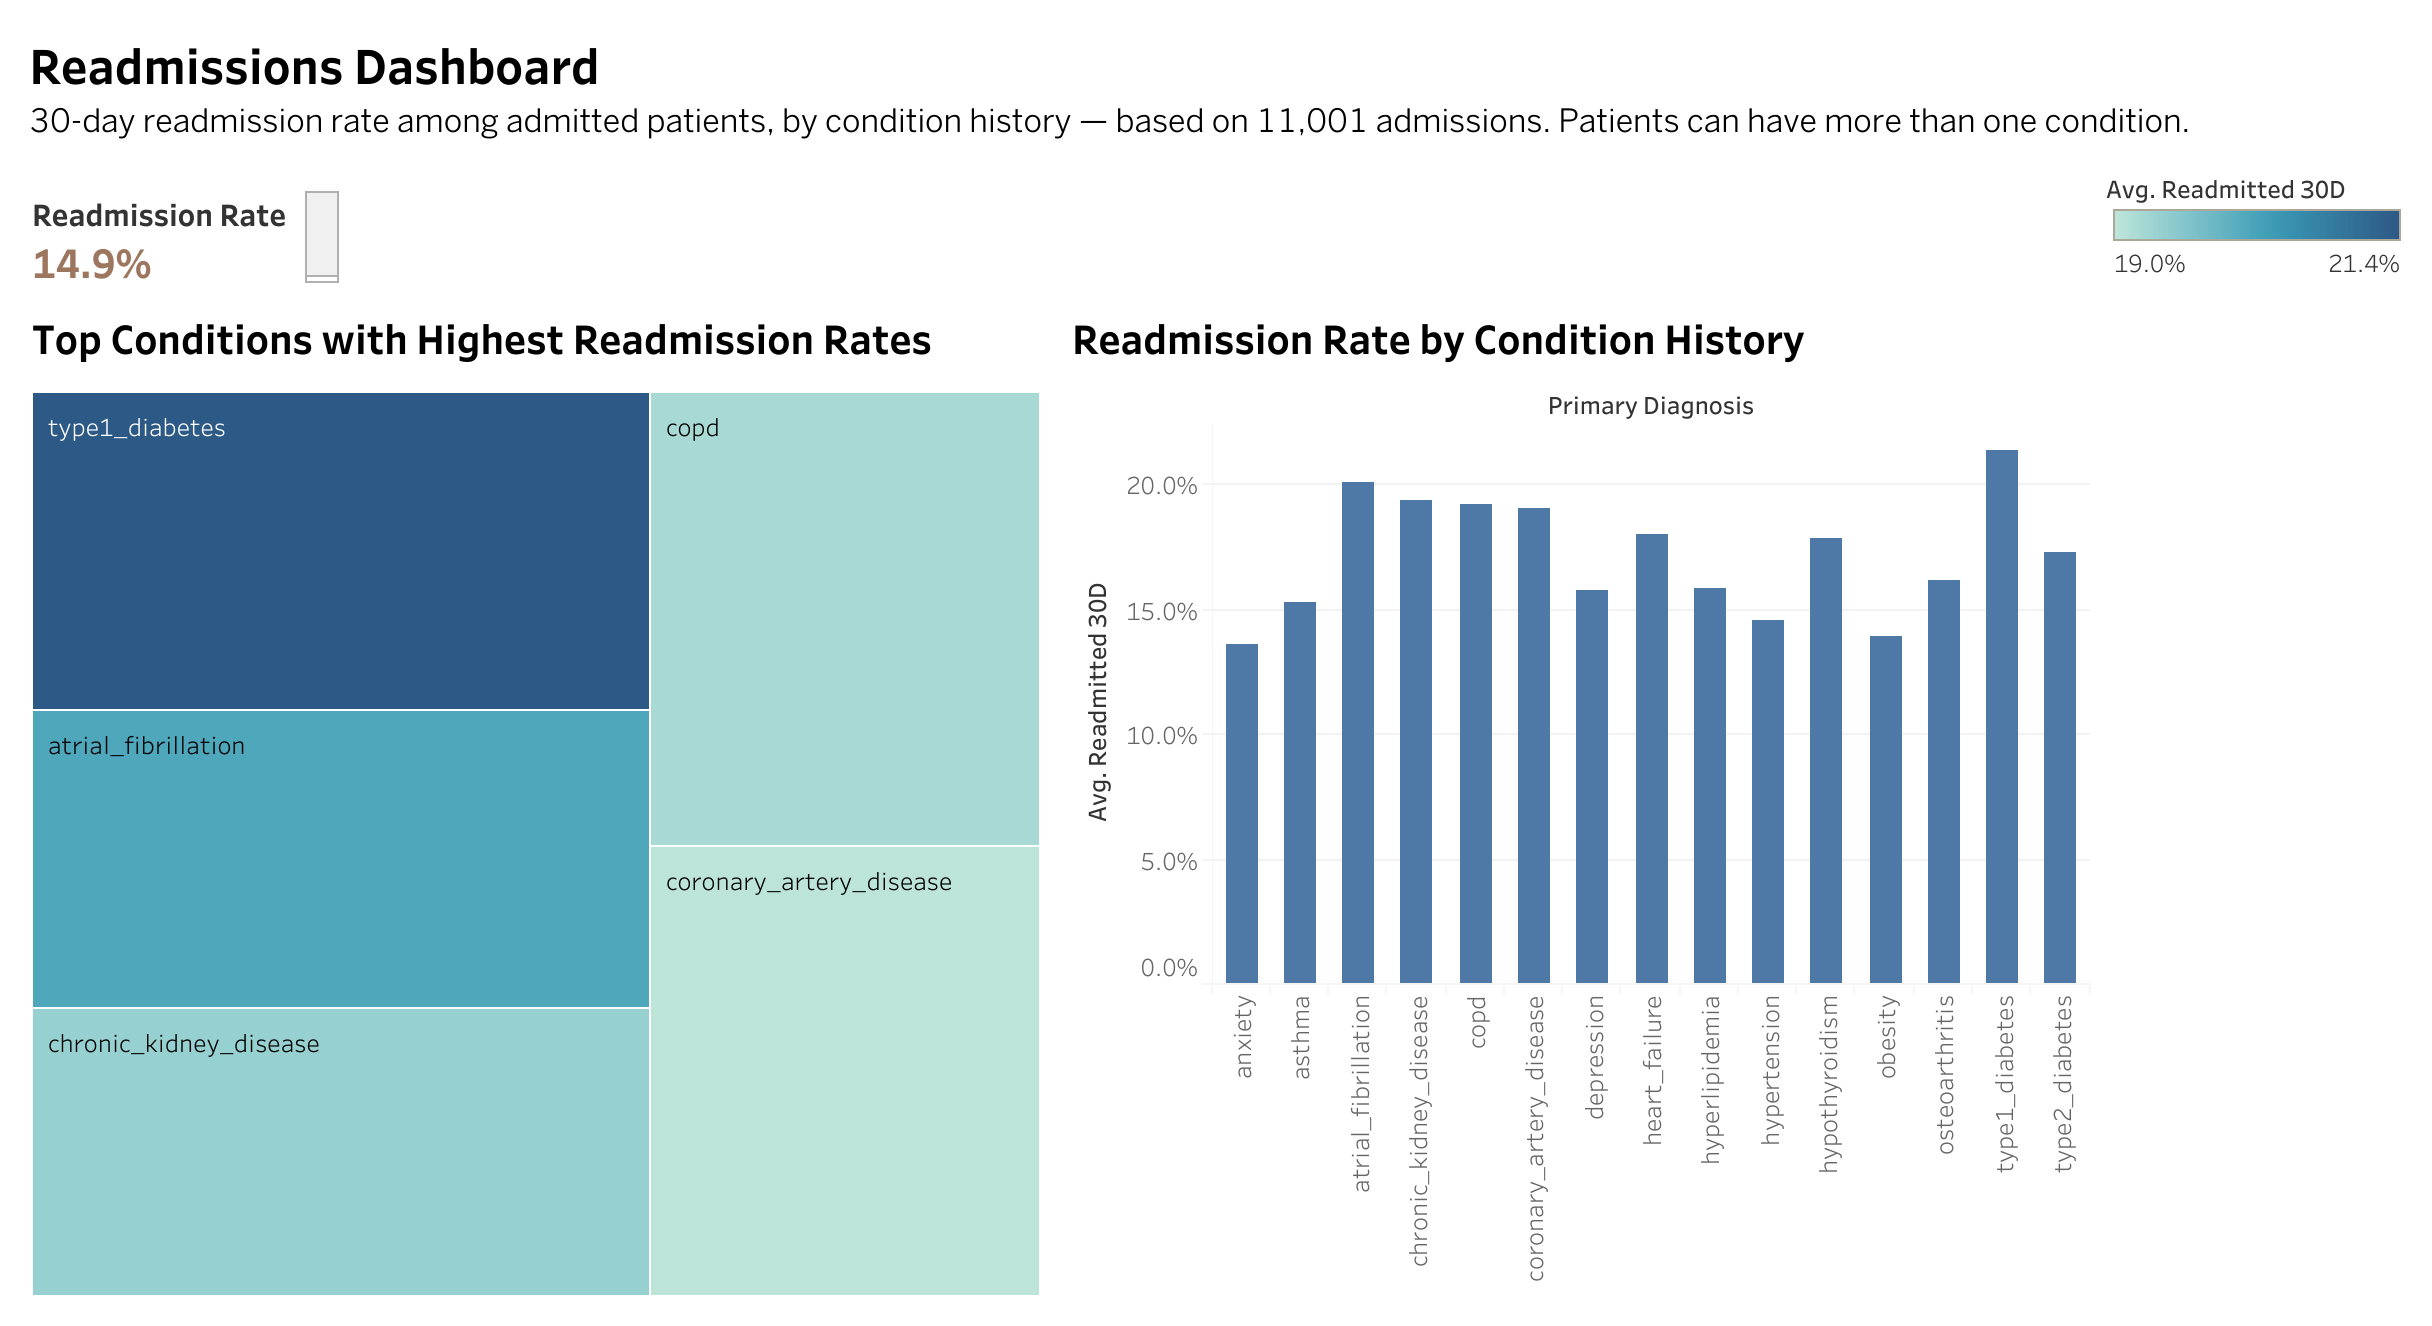 Readmissions Dashboard
30-day readmission rate among admitted patients, by condition history — based on 11,001 admissions. Patients can have more than one condition.
Readmission Rate
14.9%
Avg. Readmitted 30D
19.0%
21.4%
Top Conditions with Highest Readmission Rates
type1_diabetes
copd
atrial_fibrillation
coronary_artery_disease
chronic_kidney_disease
Readmission Rate by Condition History
Primary Diagnosis
Avg. Readmitted 30D
20.0%
15.0%
10.0%
5.0%
0.0%
anxiety
asthma
atrial_fibrillation
chronic_kidney_disease
copd
coronary_artery_disease
depression
heart_failure
hyperlipidemia
hypertension
hypothyroidism
obesity
osteoarthritis
type1_diabetes
type2_diabetes